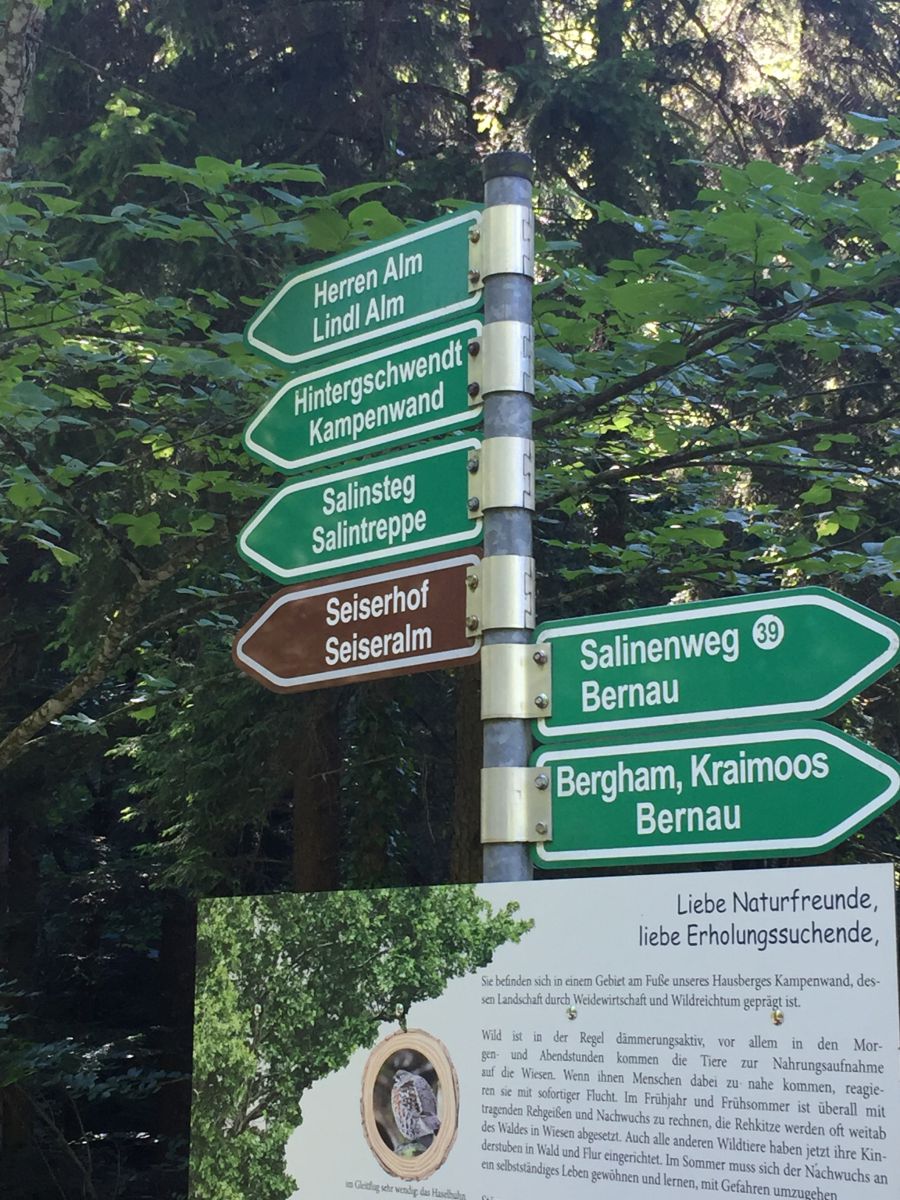 Herren Alm
Lindl Alm
Hintergschwendt
Kampenwand
Salinsteg
Salintreppe
Seiserhof
Seiseralm
Salinenweg 39
Bernau
Bergham, Kraimoos
Bernau
Liebe Naturfreunde,
liebe Erholungssuchende,
Sie befinden sich in einem Gebiet am Fuße unseres Hausberges Kampenwand, des-
sen Landschaft durch Weidewirtschaft und Wildreichtum geprägt ist.
Wild ist in der Regel dämmerungsaktiv, vor allem in den Mor-
gen- und Abendstunden kommen die Tiere zur Nahrungsaufnahme
auf die Wiesen. Wenn ihnen Menschen dabei zu nahe kommen, reagie-
ren sie mit sofortiger Flucht. Im Frühjahr und Frühsommer ist überall mit
tragenden Rehgeißen und Nachwuchs zu rechnen, die Rehkitze werden oft weitab
des Waldes in Wiesen abgesetzt. Auch alle anderen Wildtiere haben jetzt ihre Kin-
derstuben in Wald und Flur eingerichtet. Im Sommer muss sich der Nachwuchs an
ein selbstständiges Leben gewöhnen und lernen, mit Gefahren umzugehen
im Gleitflug sehr wendig: das Haselhuhn